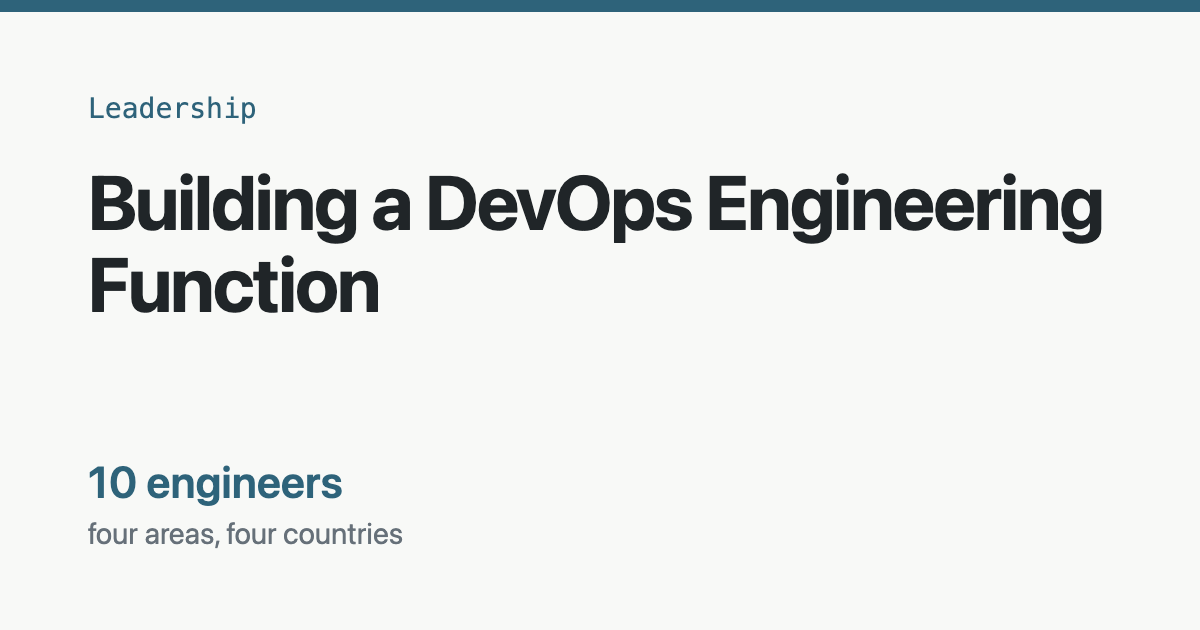 Leadership
Building a DevOps Engineering
Function
10 engineers
four areas, four countries